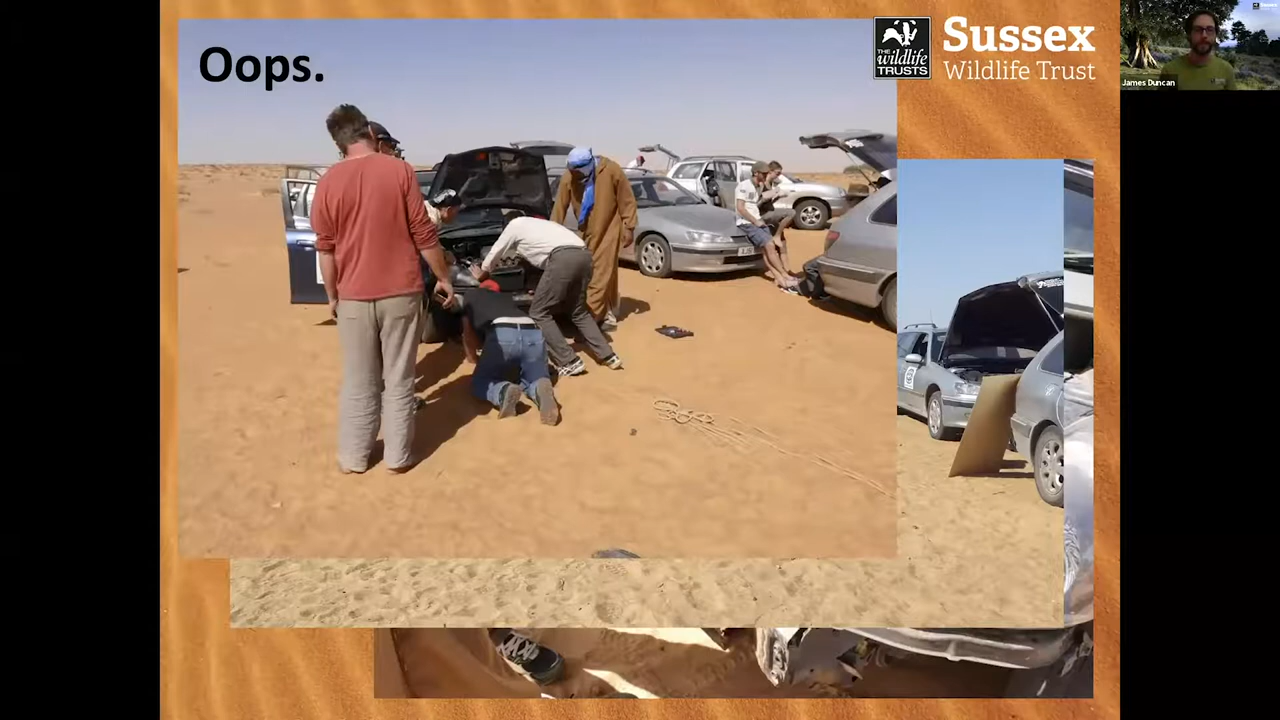 Oops.
THE
wildlife
TRUSTS
Sussex
Wildlife Trust
James Duncan